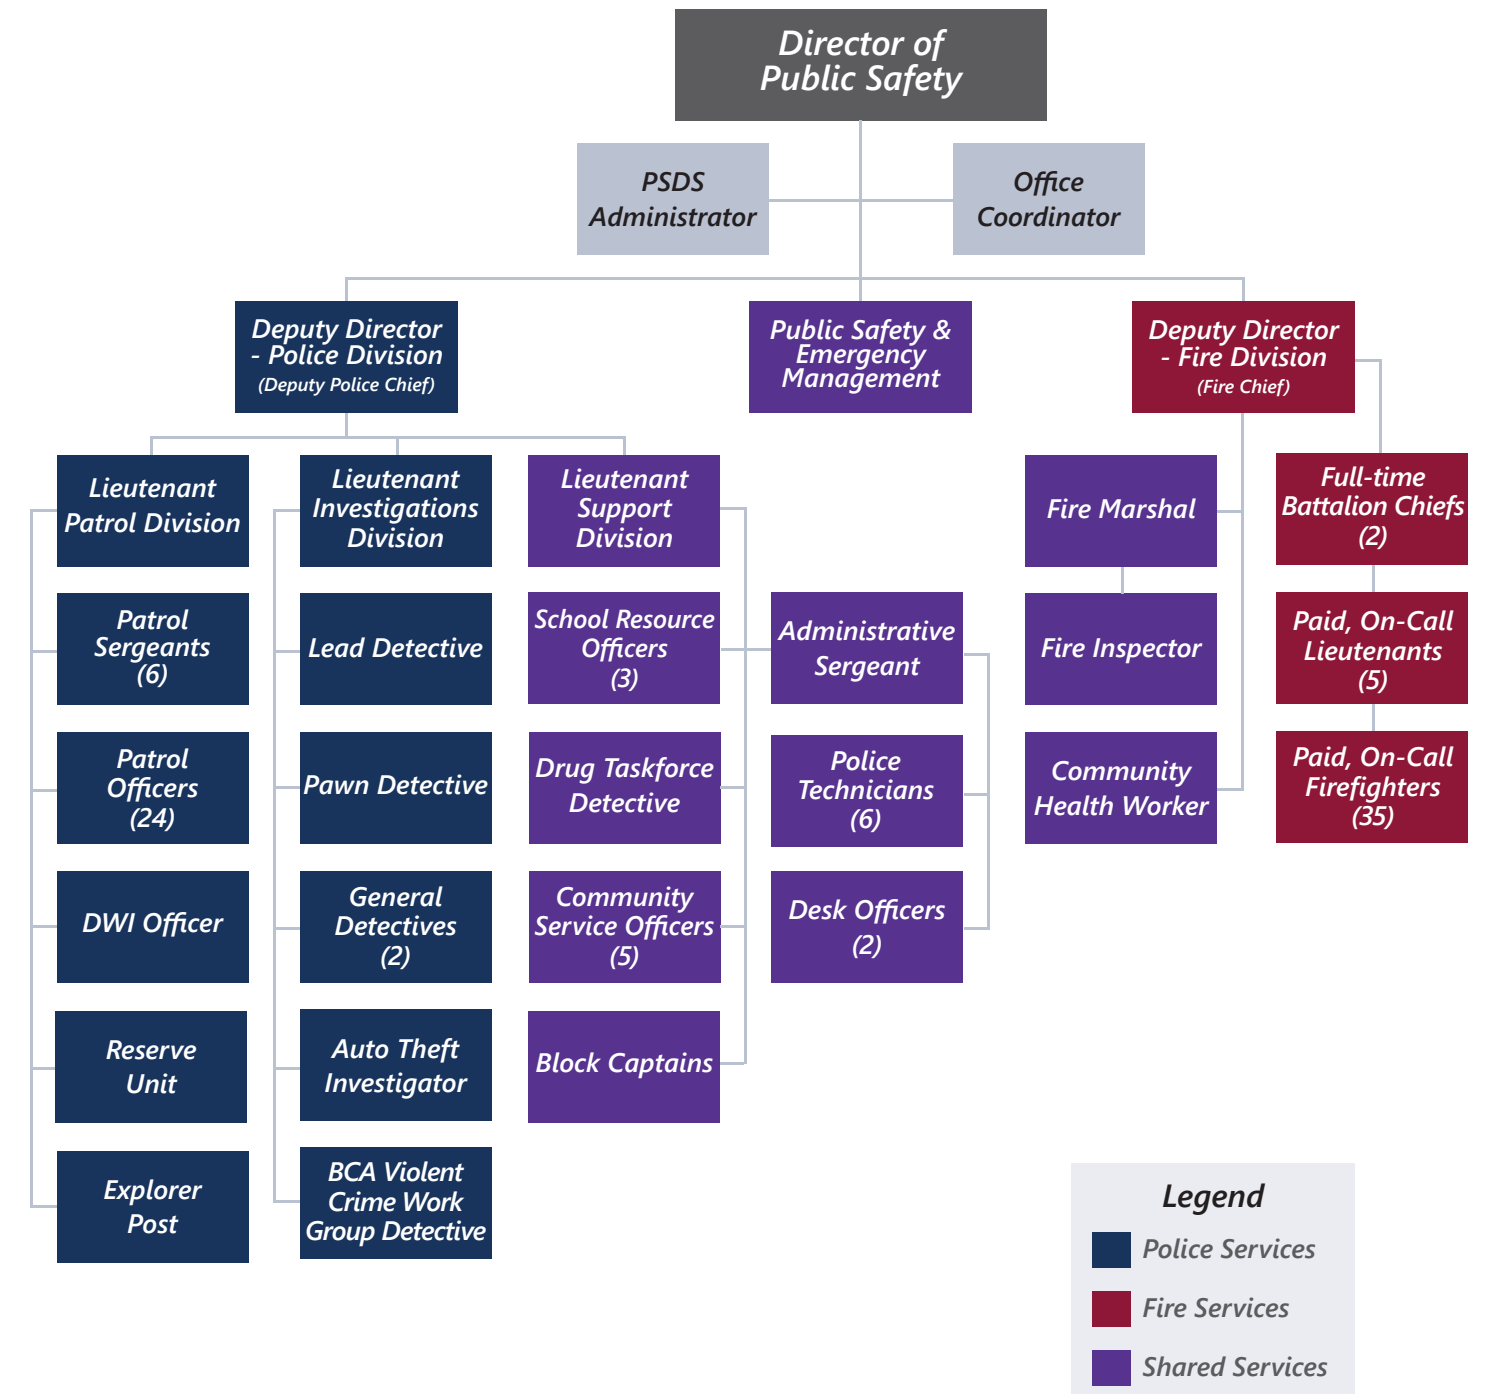 Director of
Public Safety
PSDS
Administrator
Office
Coordinator
Deputy Director
- Police Division
(Deputy Police Chief)
Public Safety &
Emergency
Management
Deputy Director
- Fire Division
(Fire Chief)
Lieutenant
Patrol Division
Patrol
Sergeants
(6)
Patrol
Officers
(24)
DWI Officer
Reserve
Unit
Explorer
Post
Lieutenant
Investigations
Division
Lead Detective
Pawn Detective
General
Detectives
(2)
Auto Theft
Investigator
BCA Violent
Crime Work
Group Detective
Lieutenant
Support
Division
School Resource
Officers
(3)
Drug Taskforce
Detective
Community
Service Officers
(5)
Block Captains
Administrative
Sergeant
Police
Technicians
(6)
Desk Officers
(2)
Fire Marshal
Fire Inspector
Community
Health Worker
Full-time
Battalion Chiefs
(2)
Paid, On-Call
Lieutenants
(5)
Paid, On-Call
Firefighters
(35)
Legend
Police Services
Fire Services
Shared Services